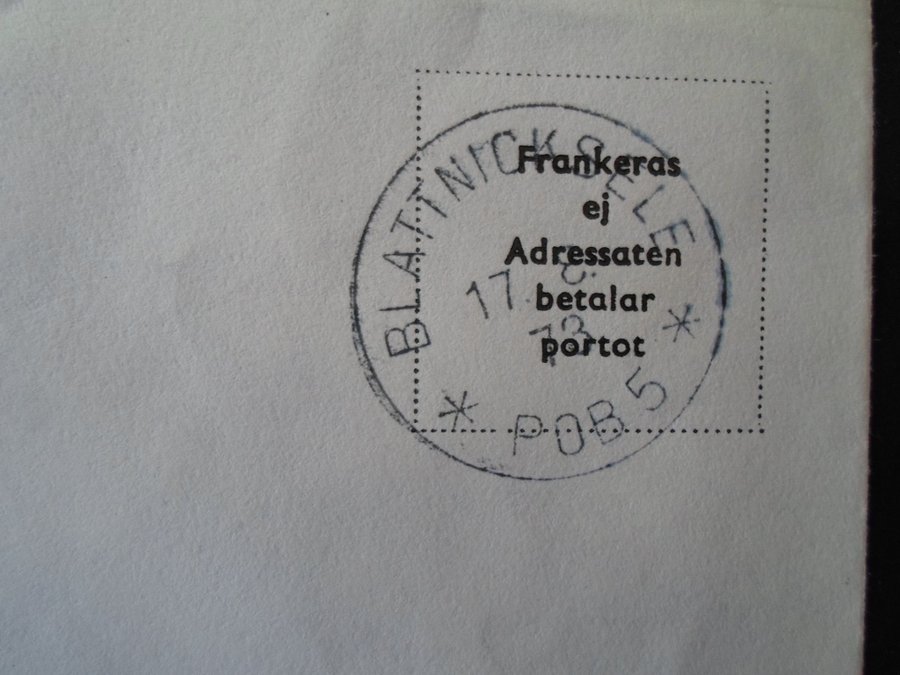 Frankeras
ej
Adressaten
betalar
portot
BLATTNICKSELE
17. 8.
73
* POB 5 *